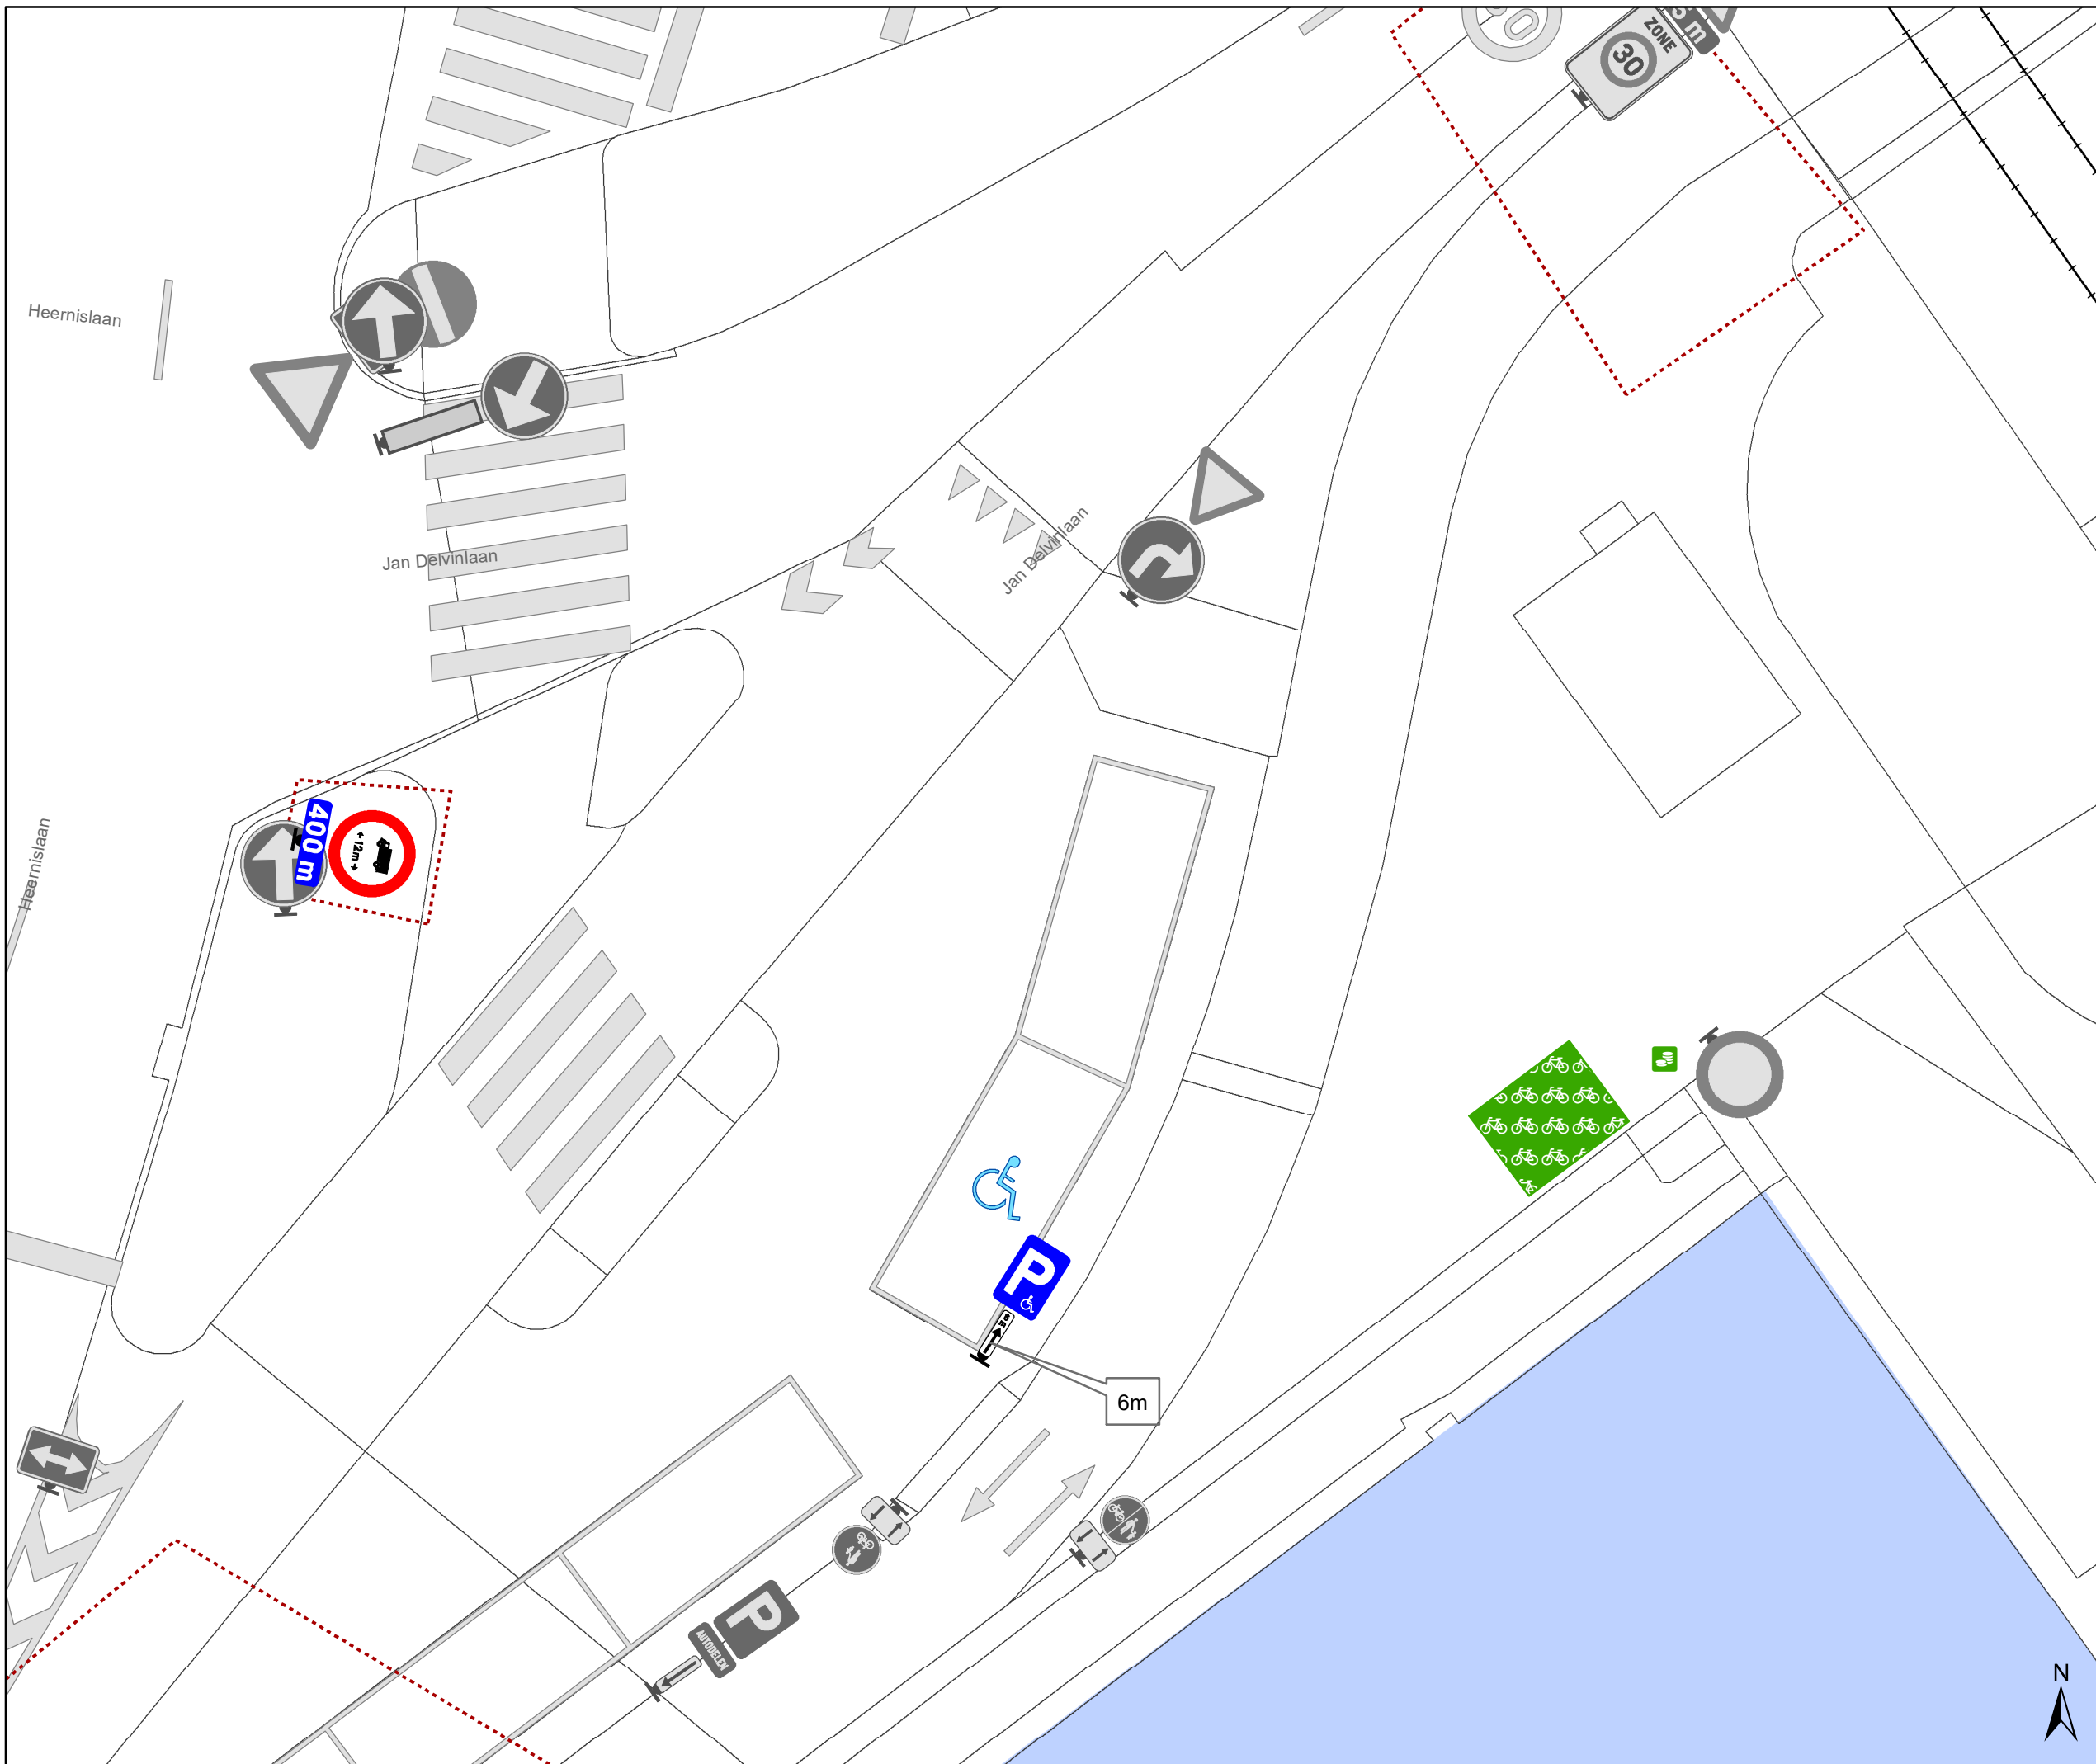 ZONE
30
Heernislaan
Jan Delvinlaan
Jan Delvinlaan
400 m
12m
Heernislaan
P
6m
P
AUTODELEN
N